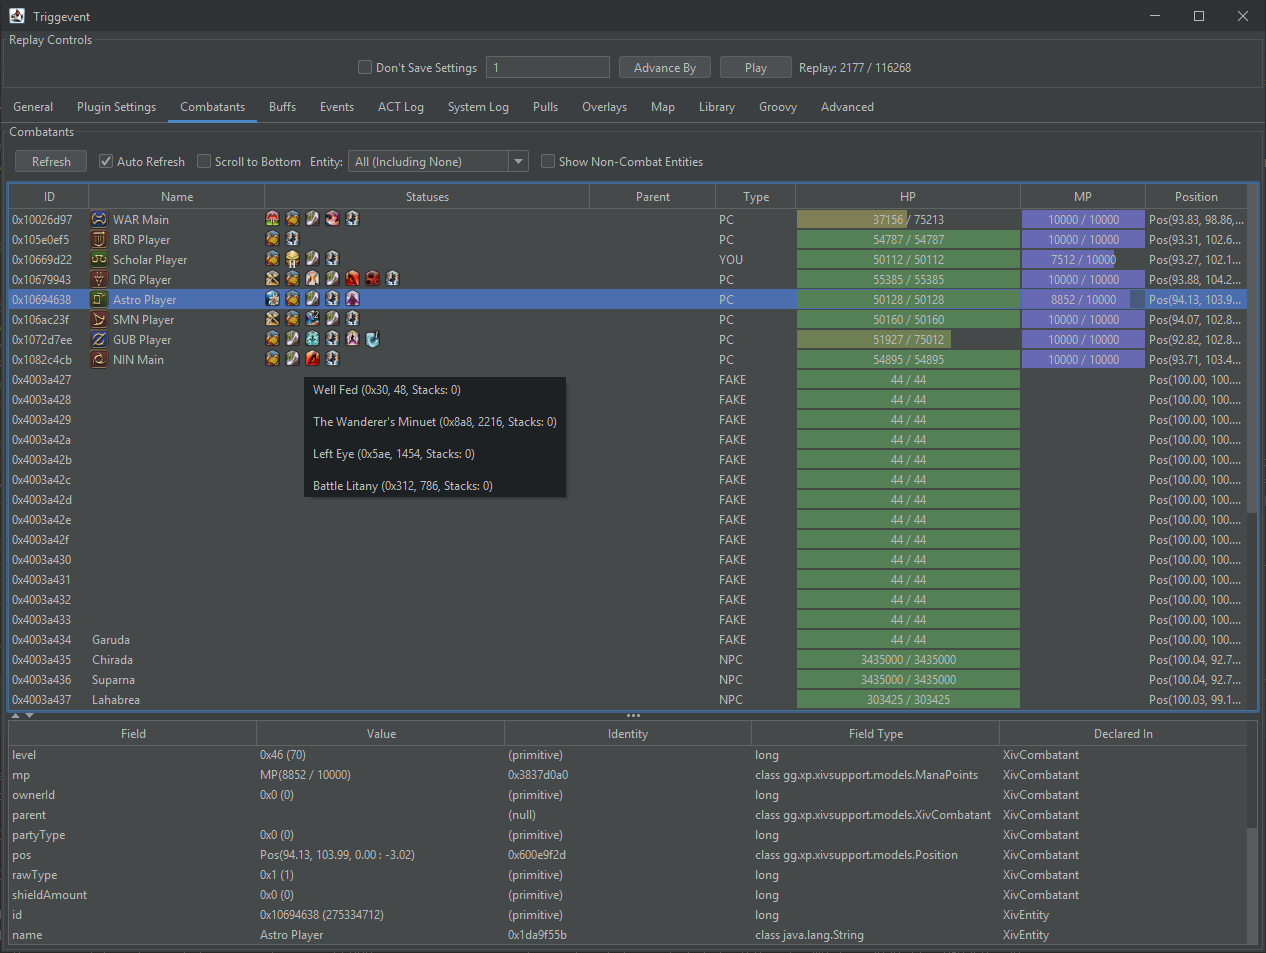 Triggevent
Replay Controls
Don't Save Settings 1 Advance By Play Replay: 2177 / 116268
General Plugin Settings Combatants Buffs Events ACT Log System Log Pulls Overlays Map Library Groovy Advanced
Combatants
Refresh Auto Refresh Scroll to Bottom Entity: All (Including None) Show Non-Combat Entities
ID Name Statuses Parent Type HP MP Position
0x10026d97 WAR Main PC 37156 / 75213 10000 / 10000 Pos(93.83, 98.86,...
0x105e0ef5 BRD Player PC 54787 / 54787 10000 / 10000 Pos(93.31, 102.6...
0x10669d22 Scholar Player YOU 50112 / 50112 7512 / 10000 Pos(93.27, 102.1...
0x10679943 DRG Player PC 55385 / 55385 10000 / 10000 Pos(93.88, 104.2...
0x10694638 Astro Player PC 50128 / 50128 8852 / 10000 Pos(94.13, 103.9...
0x106ac23f SMN Player PC 50160 / 50160 10000 / 10000 Pos(94.07, 102.8...
0x1072d7ee GUB Player PC 51927 / 75012 10000 / 10000 Pos(92.82, 102.8...
0x1082c4cb NIN Main PC 54895 / 54895 10000 / 10000 Pos(93.71, 103.4...
0x4003a427 FAKE 44 / 44 Pos(100.00, 100....
0x4003a428 FAKE 44 / 44 Pos(100.00, 100....
0x4003a429 FAKE 44 / 44 Pos(100.00, 100....
0x4003a42a FAKE 44 / 44 Pos(100.00, 100....
0x4003a42b FAKE 44 / 44 Pos(100.00, 100....
0x4003a42c FAKE 44 / 44 Pos(100.00, 100....
0x4003a42d FAKE 44 / 44 Pos(100.00, 100....
0x4003a42e FAKE 44 / 44 Pos(100.00, 100....
0x4003a42f FAKE 44 / 44 Pos(100.00, 100....
0x4003a430 FAKE 44 / 44 Pos(100.00, 100....
0x4003a431 FAKE 44 / 44 Pos(100.00, 100....
0x4003a432 FAKE 44 / 44 Pos(100.00, 100....
0x4003a433 FAKE 44 / 44 Pos(100.00, 100....
0x4003a434 Garuda FAKE 44 / 44 Pos(100.00, 100....
0x4003a435 Chirada NPC 3435000 / 3435000 Pos(100.04, 92.7...
0x4003a436 Suparna NPC 3435000 / 3435000 Pos(100.04, 92.7...
0x4003a437 Lahabrea NPC 303425 / 303425 Pos(100.03, 99.1...
Well Fed (0x30, 48, Stacks: 0)
The Wanderer's Minuet (0x8a8, 2216, Stacks: 0)
Left Eye (0x5ae, 1454, Stacks: 0)
Battle Litany (0x312, 786, Stacks: 0)
Field Value Identity Field Type Declared In
level 0x46 (70) (primitive) long XivCombatant
mp MP(8852 / 10000) 0x3837d0a0 class gg.xp.xivsupport.models.ManaPoints XivCombatant
ownerId 0x0 (0) (primitive) long XivCombatant
parent (null) class gg.xp.xivsupport.models.XivCombatant XivCombatant
partyType 0x0 (0) (primitive) long XivCombatant
pos Pos(94.13, 103.99, 0.00 : -3.02) 0x600e9f2d class gg.xp.xivsupport.models.Position XivCombatant
rawType 0x1 (1) (primitive) long XivCombatant
shieldAmount 0x0 (0) (primitive) long XivCombatant
id 0x10694638 (275334712) (primitive) long XivEntity
name Astro Player 0x1da9f55b class java.lang.String XivEntity